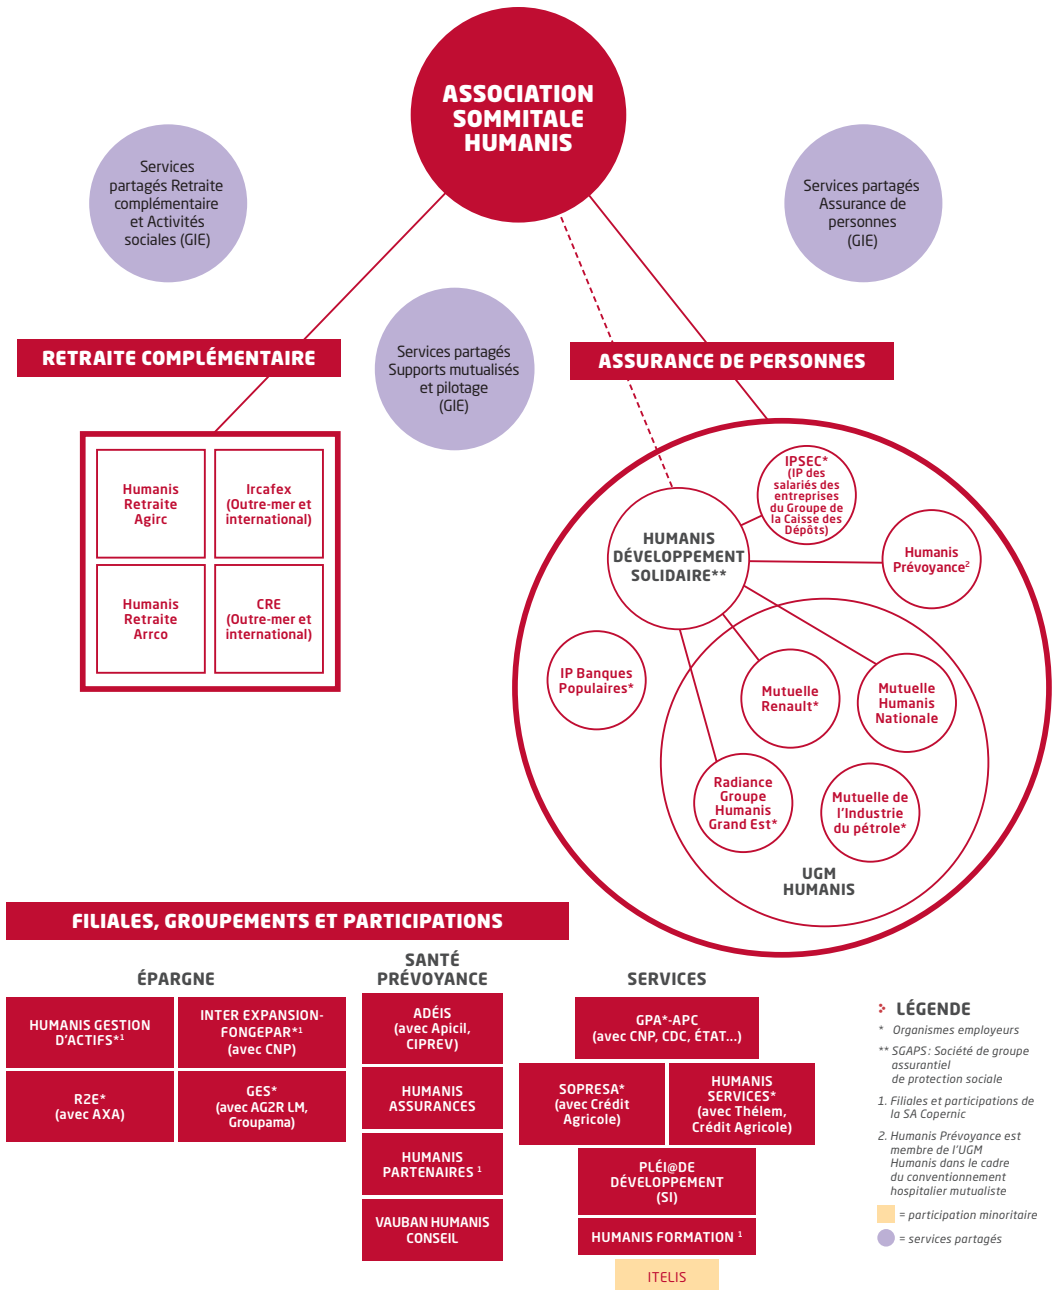 ASSOCIATION
SOMMITALE
HUMANIS
Services
partagés Retraite
complémentaire
et Activités
sociales (GIE)
Services partagés
Assurance de
personnes
(GIE)
Services partagés
Supports mutualisés
et pilotage
(GIE)
RETRAITE COMPLÉMENTAIRE
ASSURANCE DE PERSONNES
Humanis
Retraite
Agirc
Ircafex
(Outre-mer et
international)
Humanis
Retraite
Arrco
CRE
(Outre-mer et
international)
IPSEC*
(IP des
salariés des
entreprises
du Groupe de
la Caisse des
Dépôts)
HUMANIS
DÉVELOPPEMENT
SOLIDAIRE**
Humanis
Prévoyance²
IP Banques
Populaires*
Mutuelle
Renault*
Mutuelle
Humanis
Nationale
Radiance
Groupe
Humanis
Grand Est*
Mutuelle de
l'Industrie
du pétrole*
UGM
HUMANIS
FILIALES, GROUPEMENTS ET PARTICIPATIONS
ÉPARGNE
HUMANIS GESTION
D'ACTIFS*¹
INTER EXPANSION-
FONGEPAR*¹
(avec CNP)
R2E*
(avec AXA)
GES*
(avec AG2R LM,
Groupama)
SANTÉ
PRÉVOYANCE
ADÉIS
(avec Apicil,
CIPREV)
HUMANIS
ASSURANCES
HUMANIS
PARTENAIRES ¹
VAUBAN HUMANIS
CONSEIL
SERVICES
GPA*-APC
(avec CNP, CDC, ÉTAT...)
SOPRESA*
(avec Crédit
Agricole)
HUMANIS
SERVICES*
(avec Thélem,
Crédit Agricole)
PLÉI@DE
DÉVELOPPEMENT
(SI)
HUMANIS FORMATION ¹
ITELIS
LÉGENDE
* Organismes employeurs
** SGAPS : Société de groupe
assurantiel
de protection sociale
1. Filiales et participations de
la SA Copernic
2. Humanis Prévoyance est
membre de l'UGM
Humanis dans le cadre
du conventionnement
hospitalier mutualiste
= participation minoritaire
= services partagés